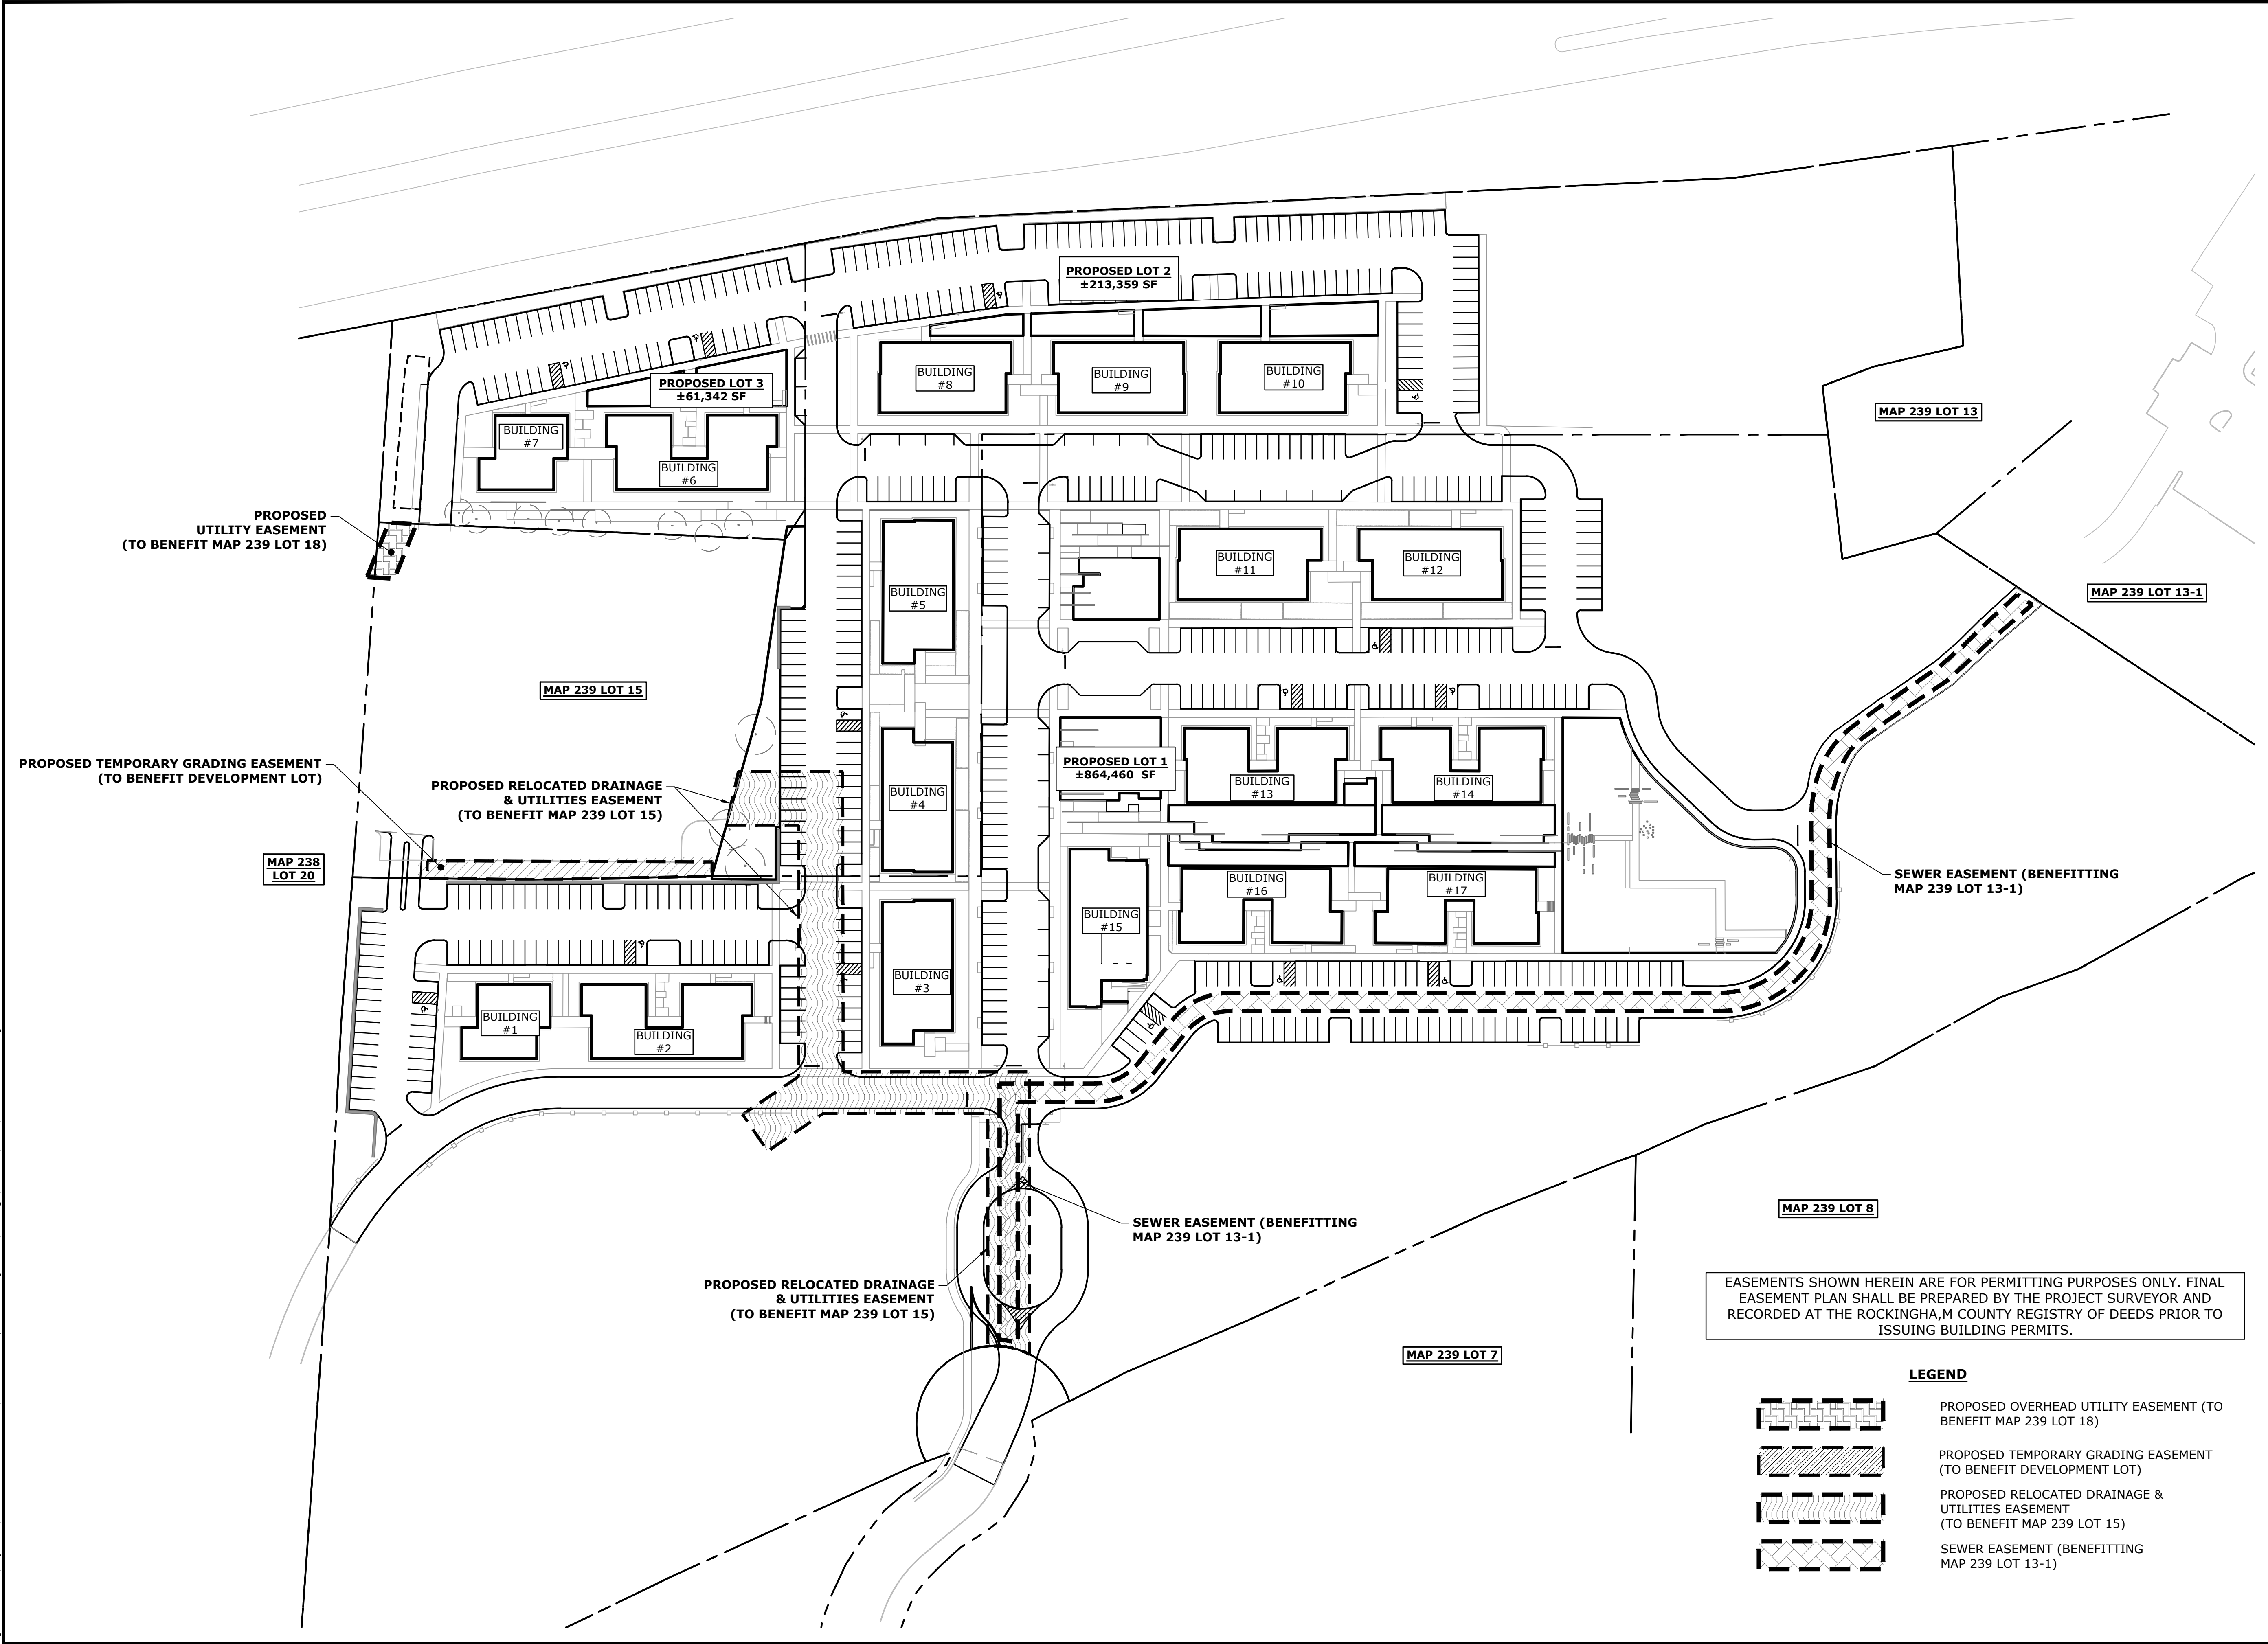 PROPOSED LOT 2
±213,359 SF
PROPOSED LOT 3
±61,342 SF
BUILDING
#8
BUILDING
#9
BUILDING
#10
MAP 239 LOT 13
BUILDING
#7
BUILDING
#6
PROPOSED
UTILITY EASEMENT
(TO BENEFIT MAP 239 LOT 18)
BUILDING
#5
BUILDING
#11
BUILDING
#12
MAP 239 LOT 13-1
MAP 239 LOT 15
PROPOSED TEMPORARY GRADING EASEMENT
(TO BENEFIT DEVELOPMENT LOT)
PROPOSED RELOCATED DRAINAGE
& UTILITIES EASEMENT
(TO BENEFIT MAP 239 LOT 15)
PROPOSED LOT 1
±864,460 SF
BUILDING
#4
BUILDING
#13
BUILDING
#14
MAP 238
LOT 20
BUILDING
#16
BUILDING
#17
SEWER EASEMENT (BENEFITTING
MAP 239 LOT 13-1)
BUILDING
#15
BUILDING
#3
BUILDING
#1
BUILDING
#2
MAP 239 LOT 8
SEWER EASEMENT (BENEFITTING
MAP 239 LOT 13-1)
PROPOSED RELOCATED DRAINAGE
& UTILITIES EASEMENT
(TO BENEFIT MAP 239 LOT 15)
MAP 239 LOT 7
EASEMENTS SHOWN HEREIN ARE FOR PERMITTING PURPOSES ONLY. FINAL
EASEMENT PLAN SHALL BE PREPARED BY THE PROJECT SURVEYOR AND
RECORDED AT THE ROCKINGHA,M COUNTY REGISTRY OF DEEDS PRIOR TO
ISSUING BUILDING PERMITS.
LEGEND
PROPOSED OVERHEAD UTILITY EASEMENT (TO
BENEFIT MAP 239 LOT 18)
PROPOSED TEMPORARY GRADING EASEMENT
(TO BENEFIT DEVELOPMENT LOT)
PROPOSED RELOCATED DRAINAGE &
UTILITIES EASEMENT
(TO BENEFIT MAP 239 LOT 15)
SEWER EASEMENT (BENEFITTING
MAP 239 LOT 13-1)